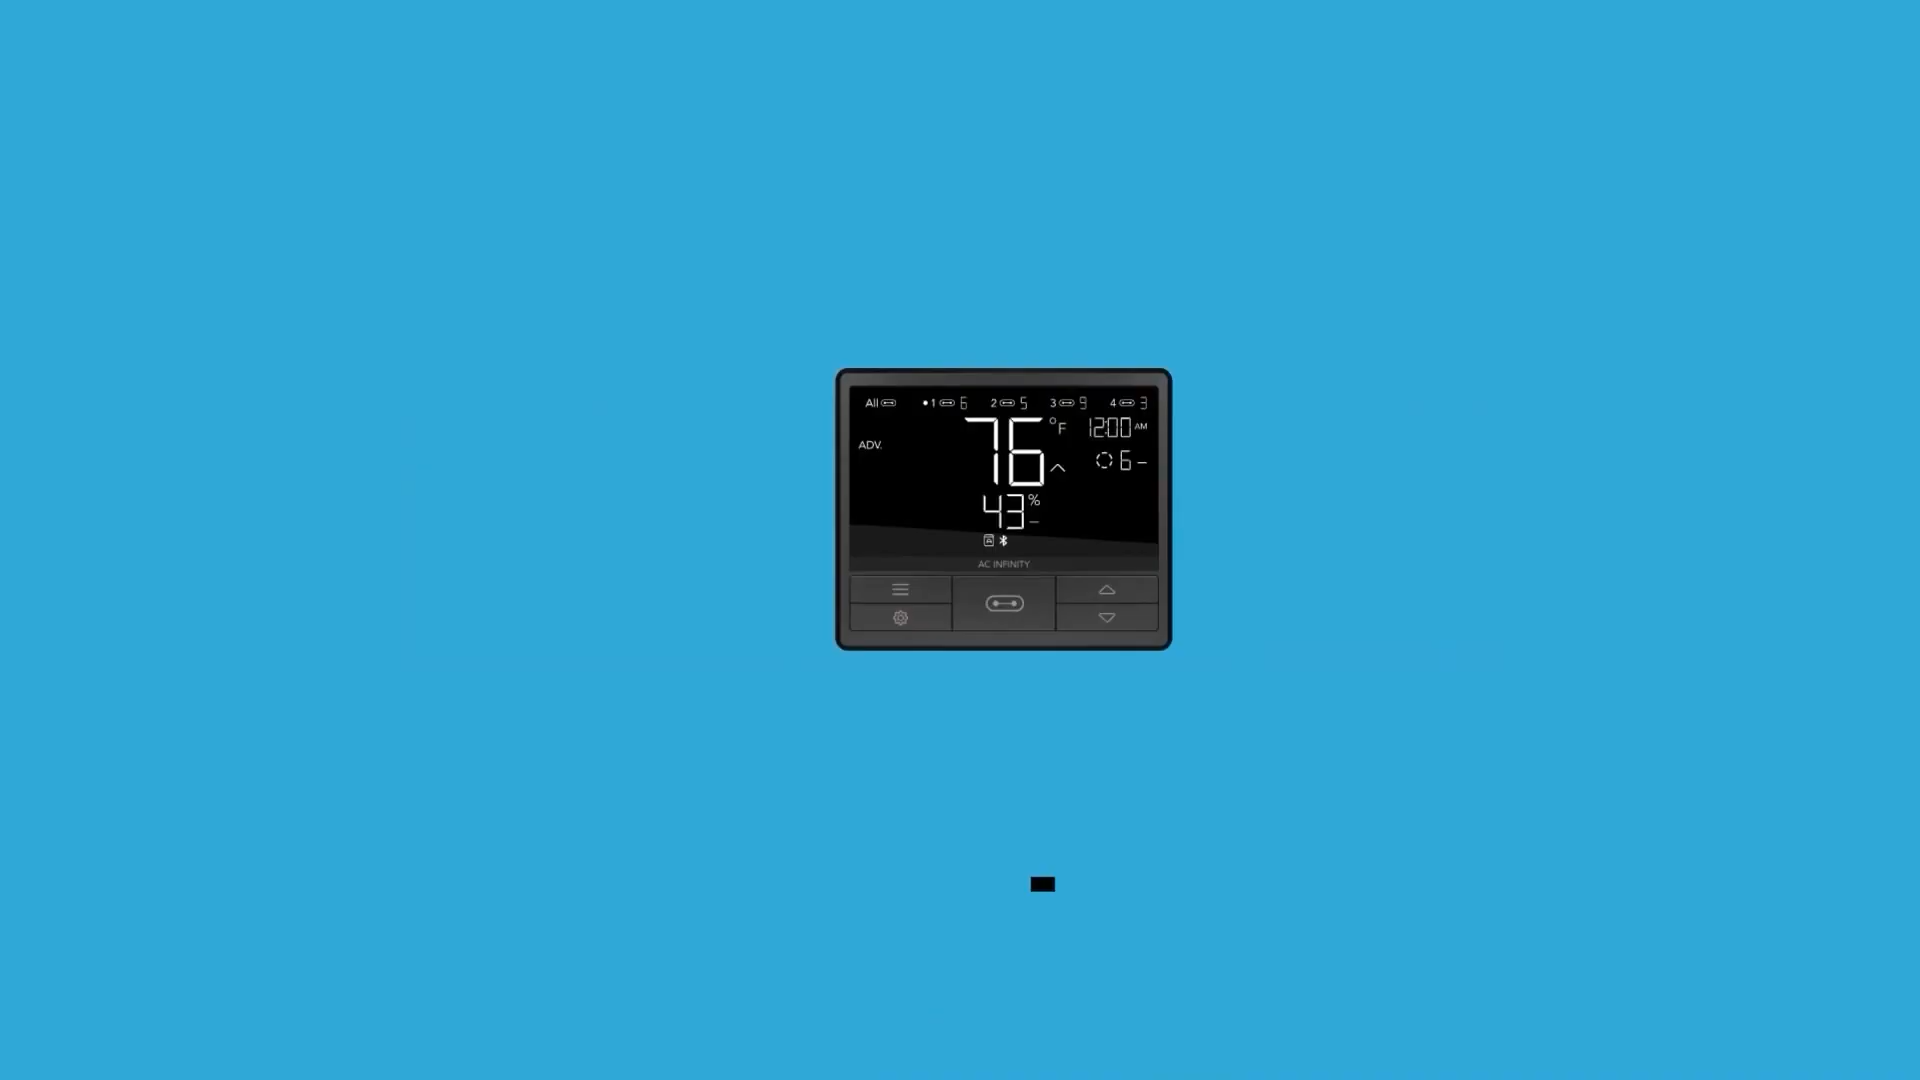 All 1 6 2 5 3 9 4 3
76 °F 12:00 AM
ADV.
6 –
43 %
AC INFINITY